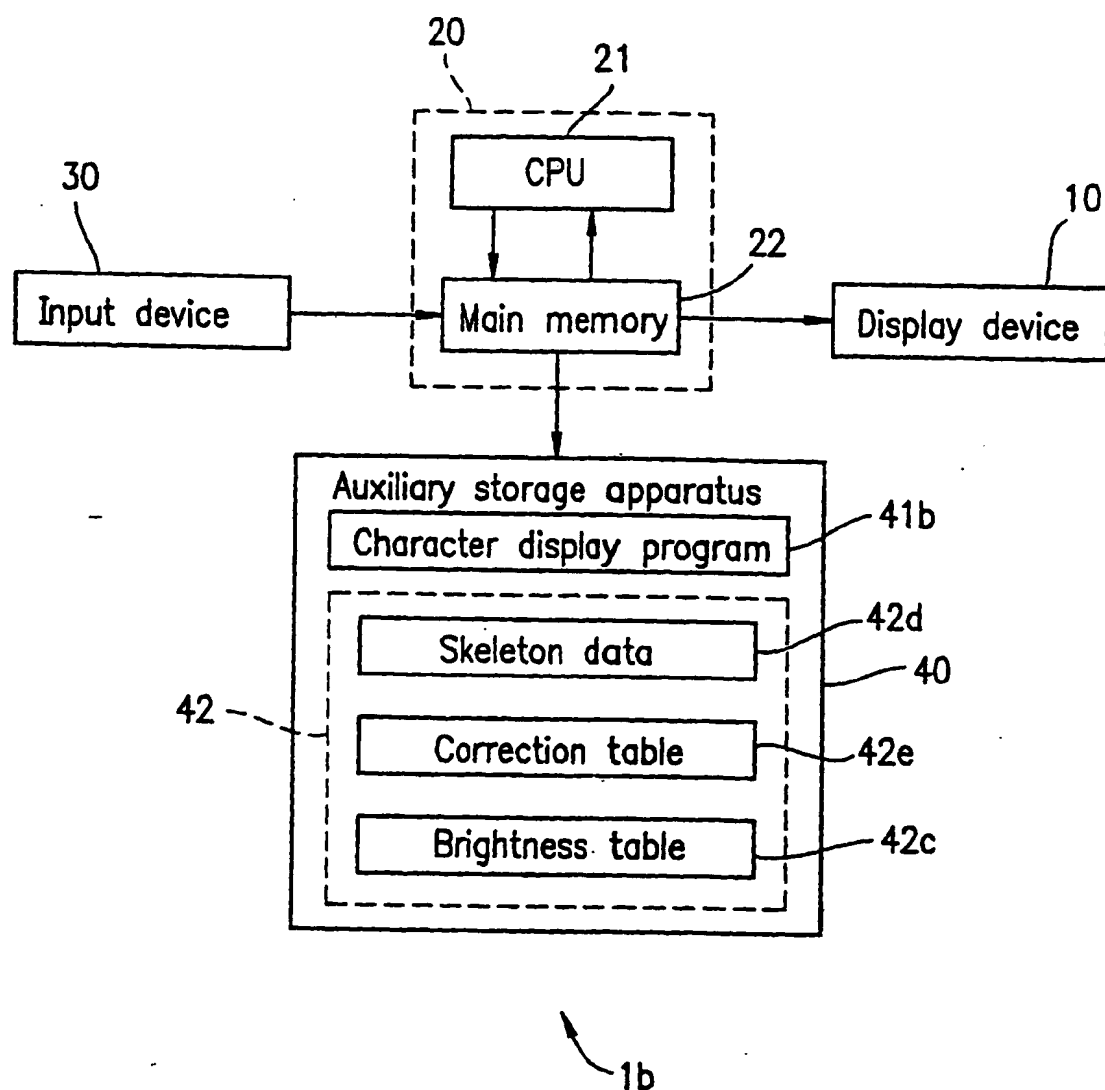 20
21
CPU
30
10
22
Input device
Main memory
Display device
Auxiliary storage apparatus
41b
Character display program
42d
Skeleton data
40
42
Correction table
42e
Brightness table
42c
1b